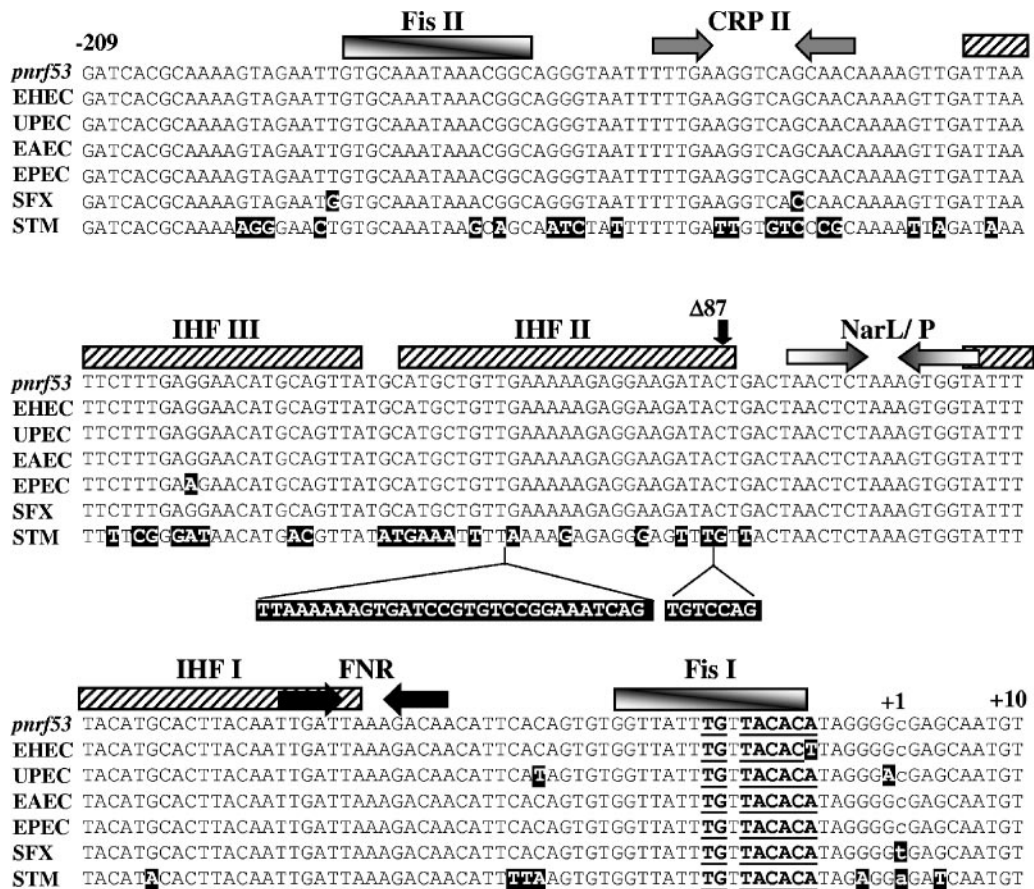 Fis II CRP II
-209
pnrf53 GATCACGCAAAAGTAGAATTGTGCAAATAAACGGCAGGGTAATTTTTGAAGGTCAGCAACAAAAGTTGATTAA
EHEC GATCACGCAAAAGTAGAATTGTGCAAATAAACGGCAGGGTAATTTTTGAAGGTCAGCAACAAAAGTTGATTAA
UPEC GATCACGCAAAAGTAGAATTGTGCAAATAAACGGCAGGGTAATTTTTGAAGGTCAGCAACAAAAGTTGATTAA
EAEC GATCACGCAAAAGTAGAATTGTGCAAATAAACGGCAGGGTAATTTTTGAAGGTCAGCAACAAAAGTTGATTAA
EPEC GATCACGCAAAAGTAGAATTGTGCAAATAAACGGCAGGGTAATTTTTGAAGGTCAGCAACAAAAGTTGATTAA
SFX GATCACGCAAAAGTAGAATGGTGCAAATAAACGGCAGGGTAATTTTTGAAGGTCACCAACAAAAGTTGATTAA
STM GATCACGCAAAAAGGGAACTGTGCAAATAAGCAGCAATCTATTTTTTGATTGTGTCCCGCAAAATTAGATAAA
Δ87
IHF III IHF II NarL/ P
pnrf53 TTCTTTGAGGAACATGCAGTTATGCATGCTGTTGAAAAAGAGGAAGATACTGACTAACTCTAAAGTGGTATTT
EHEC TTCTTTGAGGAACATGCAGTTATGCATGCTGTTGAAAAAGAGGAAGATACTGACTAACTCTAAAGTGGTATTT
UPEC TTCTTTGAGGAACATGCAGTTATGCATGCTGTTGAAAAAGAGGAAGATACTGACTAACTCTAAAGTGGTATTT
EAEC TTCTTTGAGGAACATGCAGTTATGCATGCTGTTGAAAAAGAGGAAGATACTGACTAACTCTAAAGTGGTATTT
EPEC TTCTTTGAAGAACATGCAGTTATGCATGCTGTTGAAAAAGAGGAAGATACTGACTAACTCTAAAGTGGTATTT
SFX TTCTTTGAGGAACATGCAGTTATGCATGCTGTTGAAAAAGAGGAAGATACTGACTAACTCTAAAGTGGTATTT
STM TTTTCGGGATAACATGACGTTATATGAAATTTTAAAAGAGAGGGAGTTTGTTACTAACTCTAAAGTGGTATTT
TTAAAAAAGTGATCCGTGTCCGGAAATCAG TGTCCAG
IHF I FNR Fis I
+1 +10
pnrf53 TACATGCACTTACAATTGATTAAAGACAACATTCACAGTGTGGTTATTTGTTACACATAGGGGcGAGCAATGT
EHEC TACATGCACTTACAATTGATTAAAGACAACATTCACAGTGTGGTTATTTGTTACACTTAGGGGcGAGCAATGT
UPEC TACATGCACTTACAATTGATTAAAGACAACATTCATAGTGTGGTTATTTGTTACACATAGGGAcGAGCAATGT
EAEC TACATGCACTTACAATTGATTAAAGACAACATTCACAGTGTGGTTATTTGTTACACATAGGGGcGAGCAATGT
EPEC TACATGCACTTACAATTGATTAAAGACAACATTCACAGTGTGGTTATTTGTTACACATAGGGGcGAGCAATGT
SFX TACATGCACTTACAATTGATTAAAGACAACATTCACAGTGTGGTTATTTGTTACACATAGGGGtGAGCAATGT
STM TACATACACTTACAATTGATTAAAGACAACATTTTAAGTGTGGTTATTTGTTACACATAGAGGaGATCAATGT